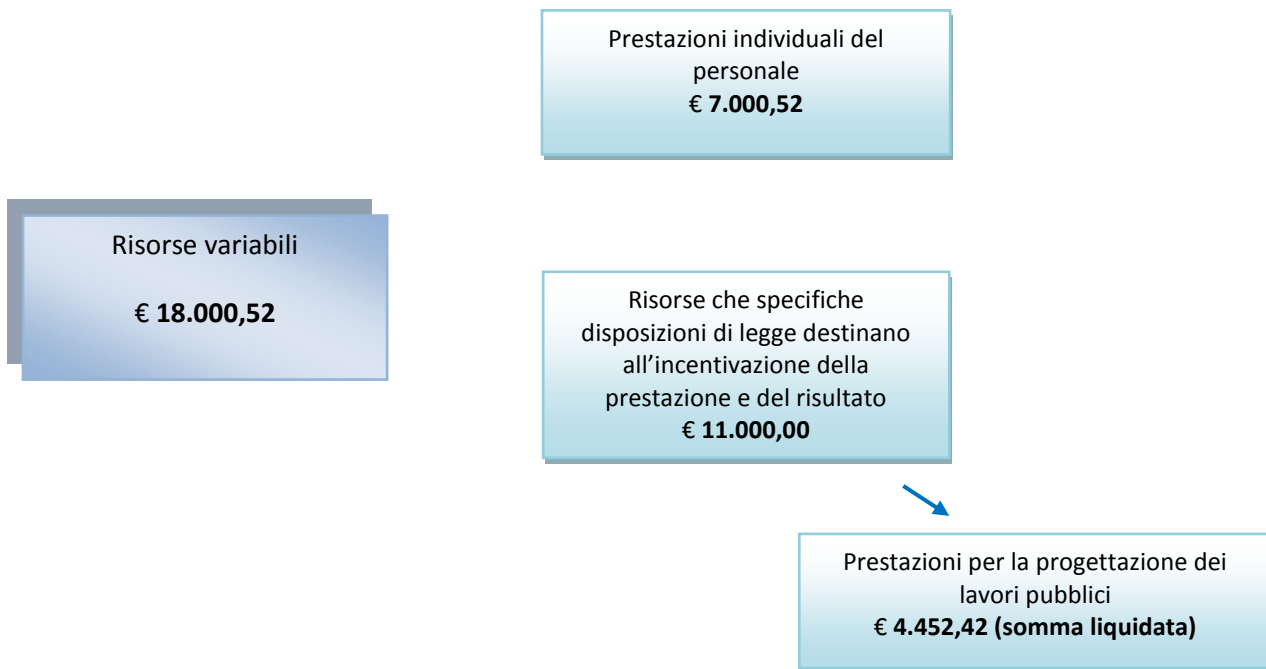 Prestazioni individuali del
personale
€ 7.000,52
Risorse variabili
€ 18.000,52
Risorse che specifiche
disposizioni di legge destinano
all’incentivazione della
prestazione e del risultato
€ 11.000,00
Prestazioni per la progettazione dei
lavori pubblici
€ 4.452,42 (somma liquidata)